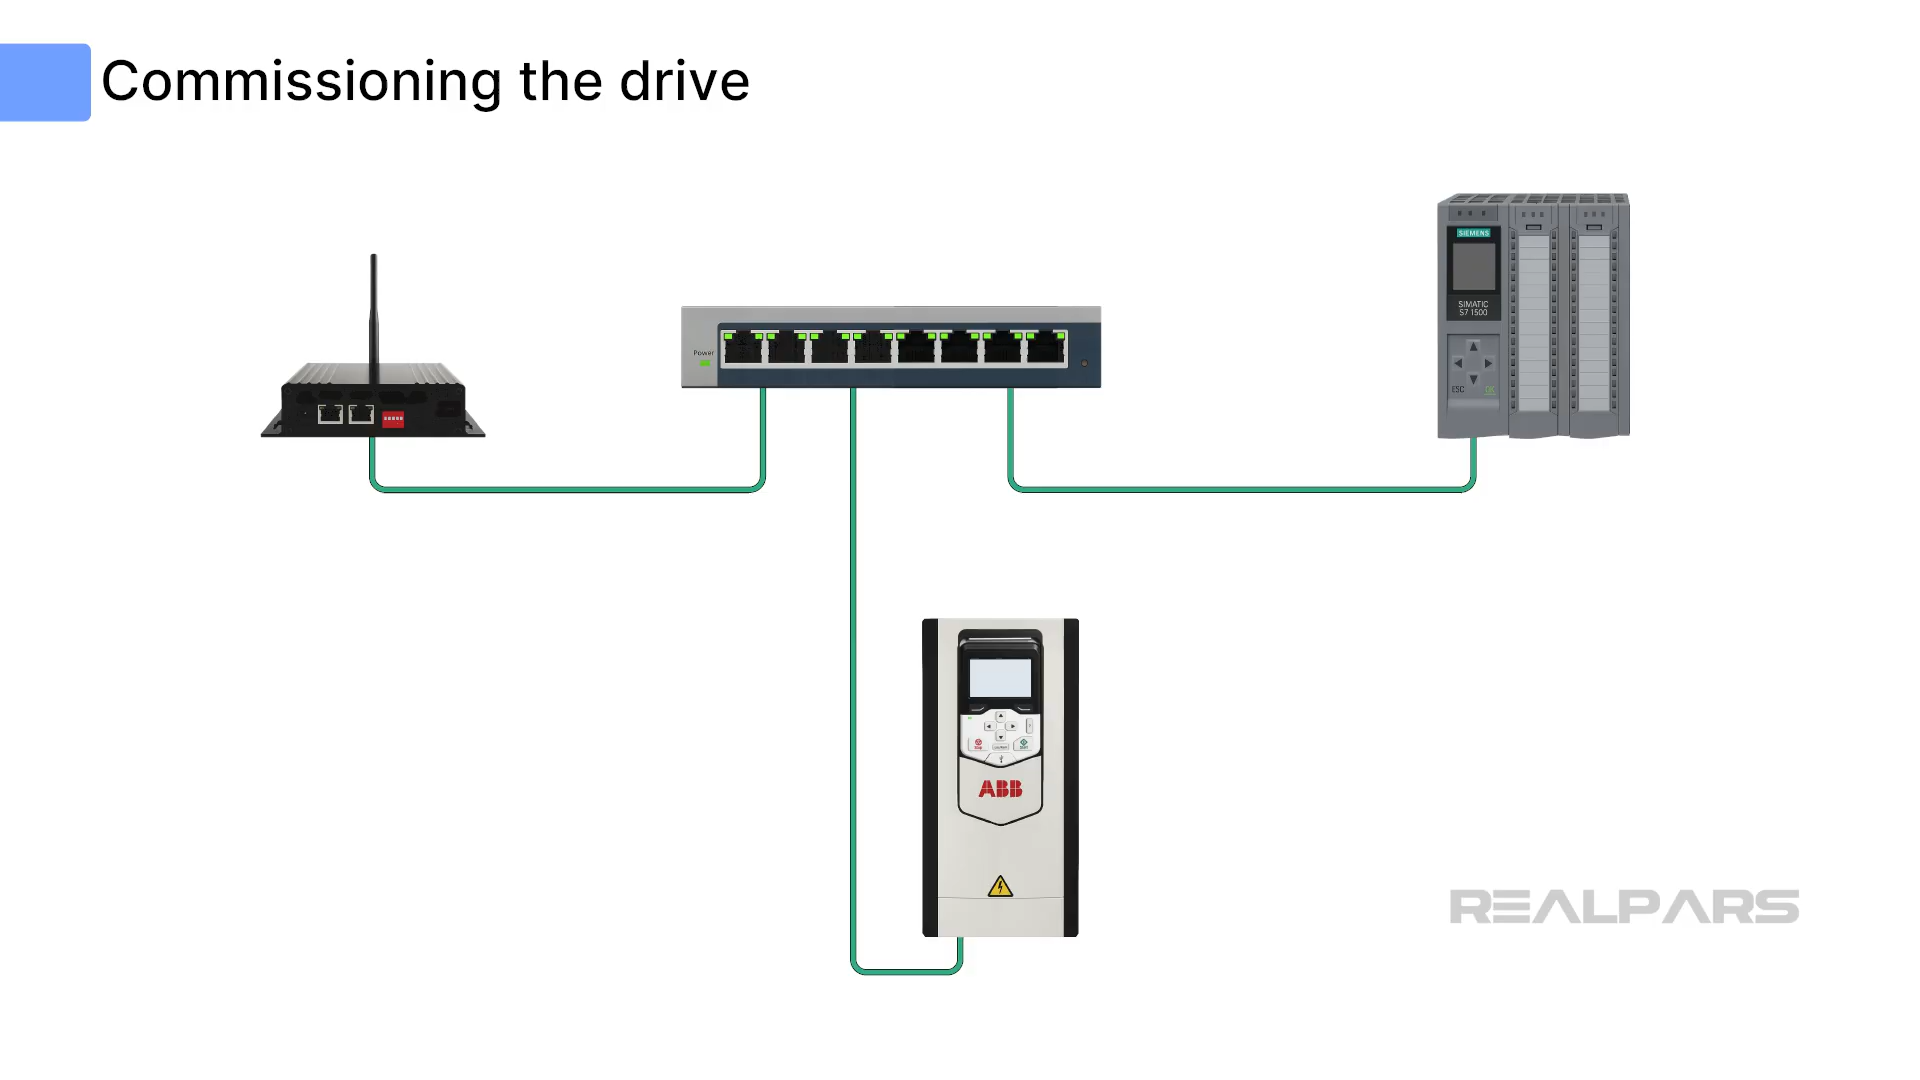 Commissioning the drive
SIEMENS
SIMATIC
S7 1500
Power
ESC OK
ABB
REALPARS